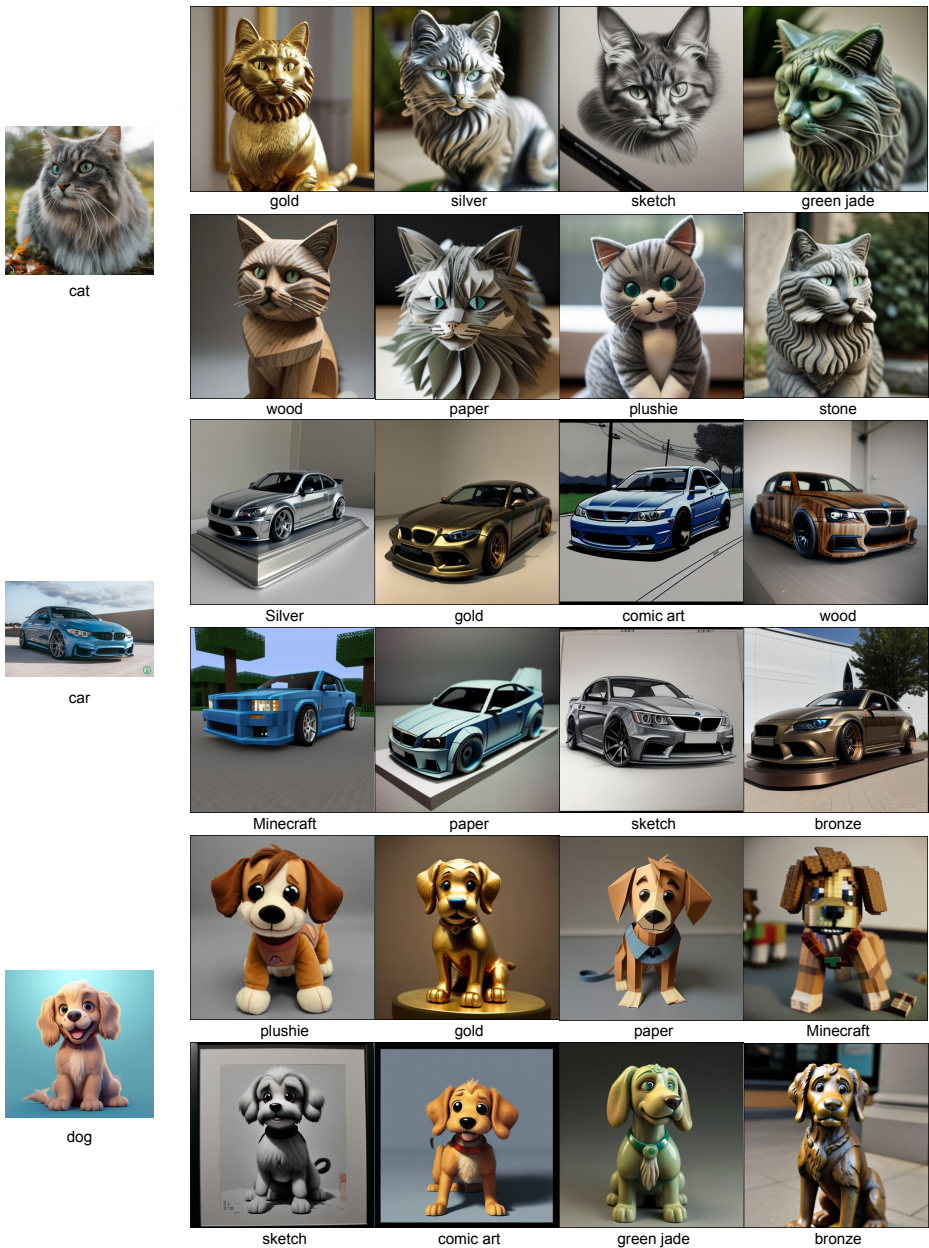 gold
silver
sketch
green jade
cat
wood
paper
plushie
stone
Silver
gold
comic art
wood
car
Minecraft
paper
sketch
bronze
plushie
gold
paper
Minecraft
dog
sketch
comic art
green jade
bronze